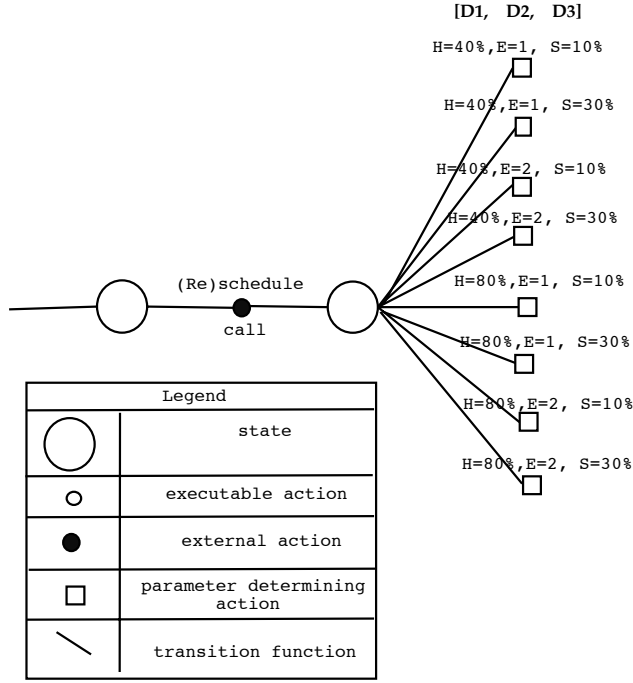 [D1, D2, D3]
H=40%,E=1, S=10%
H=40%,E=1, S=30%
H=40%,E=2, S=10%
H=40%,E=2, S=30%
(Re)schedule
call
H=80%,E=1, S=10%
H=80%,E=1, S=30%
H=80%,E=2, S=10%
H=80%,E=2, S=30%
Legend
state
executable action
external action
parameter determining
action
transition function